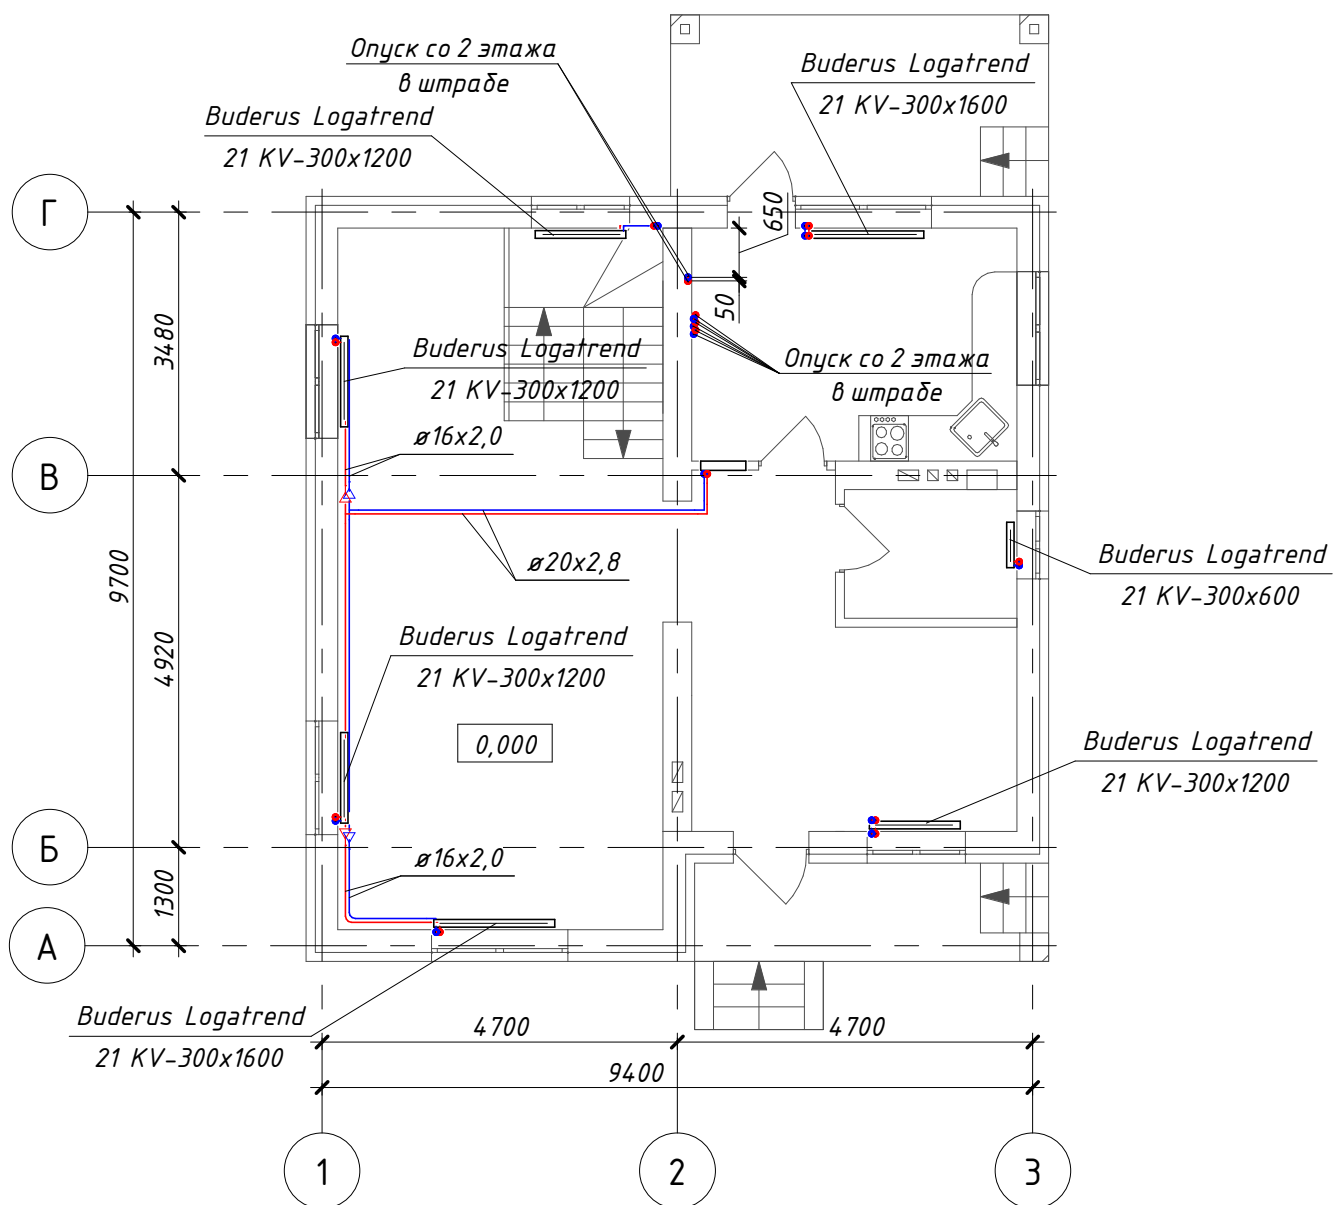 Опуск со 2 этажа
в штрабе
Buderus Logatrend
21 KV-300x1600
Buderus Logatrend
21 KV-300x1200
Г
650
50
3480
Buderus Logatrend
21 KV-300x1200
Опуск со 2 этажа
в штрабе
ø16x2,0
В
ø20x2,8
9700
4920
Buderus Logatrend
21 KV-300x600
Buderus Logatrend
21 KV-300x1200
0,000
Buderus Logatrend
21 KV-300x1200
Б
ø16x2,0
1300
А
Buderus Logatrend
21 KV-300x1600
4700
4700
9400
1
2
3